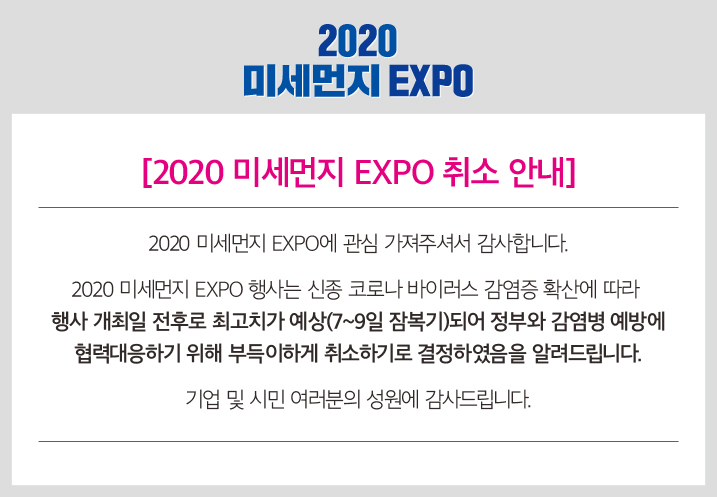 2020
미세먼지 EXPO
[2020 미세먼지 EXPO 취소 안내]
2020 미세먼지 EXPO에 관심 가져주셔서 감사합니다.
2020 미세먼지 EXPO 행사는 신종 코로나 바이러스 감염증 확산에 따라
행사 개최일 전후로 최고치가 예상(7~9일 잠복기)되어 정부와 감염병 예방에
협력대응하기 위해 부득이하게 취소하기로 결정하였음을 알려드립니다.
기업 및 시민 여러분의 성원에 감사드립니다.